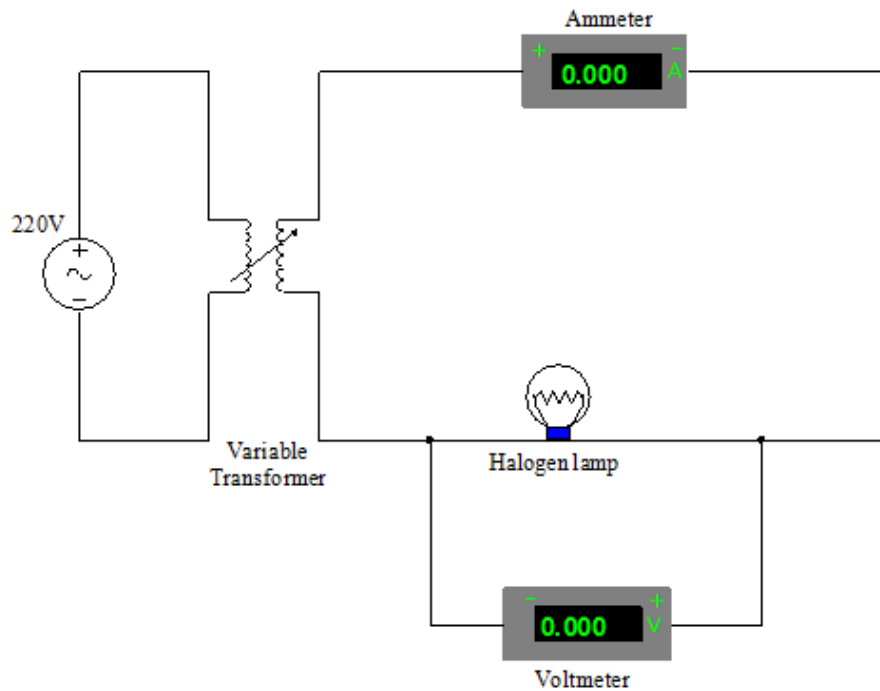 Ammeter
+ -
0.000 A
220V
+
-
Variable
Transformer
Halogen lamp
- +
0.000 V
Voltmeter